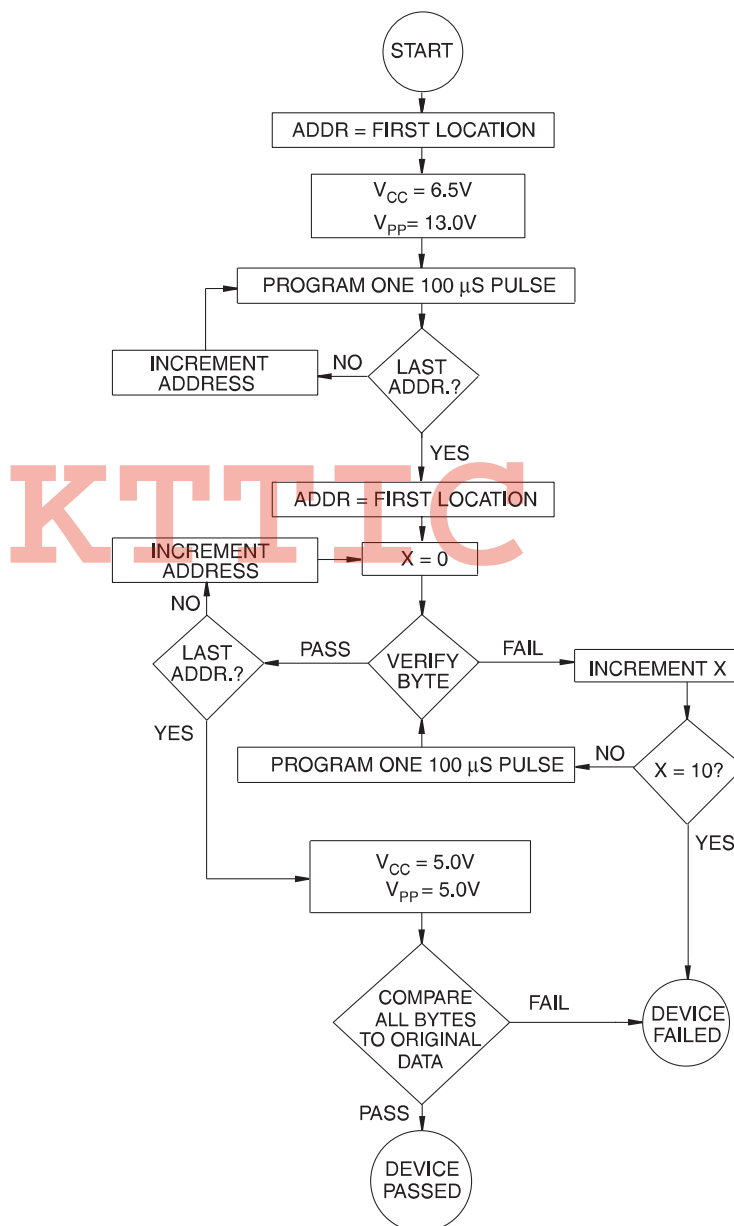 START
ADDR = FIRST LOCATION
VCC = 6.5V
VPP = 13.0V
PROGRAM ONE 100 μS PULSE
INCREMENT
ADDRESS
NO
LAST
ADDR.?
YES
KTTIC
ADDR = FIRST LOCATION
INCREMENT
ADDRESS
X = 0
NO
LAST
ADDR.?
PASS
VERIFY
BYTE
FAIL
INCREMENT X
YES
PROGRAM ONE 100 μS PULSE
NO
X = 10?
YES
VCC = 5.0V
VPP = 5.0V
COMPARE
ALL BYTES
TO ORIGINAL
DATA
FAIL
DEVICE
FAILED
PASS
DEVICE
PASSED